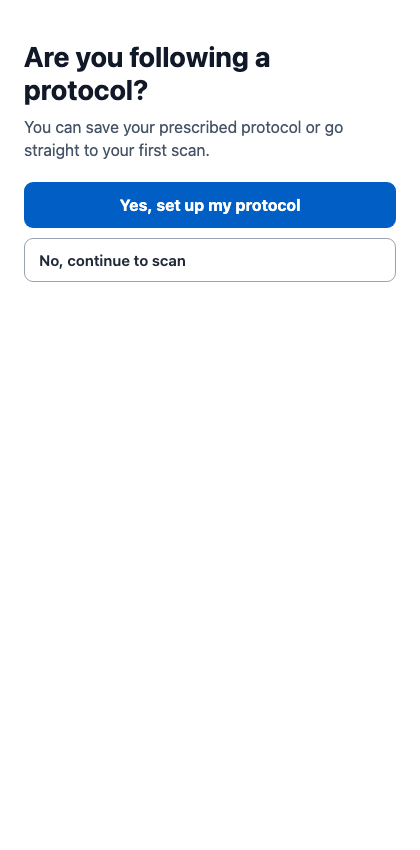 Are you following a
protocol?
You can save your prescribed protocol or go
straight to your first scan.
Yes, set up my protocol
No, continue to scan